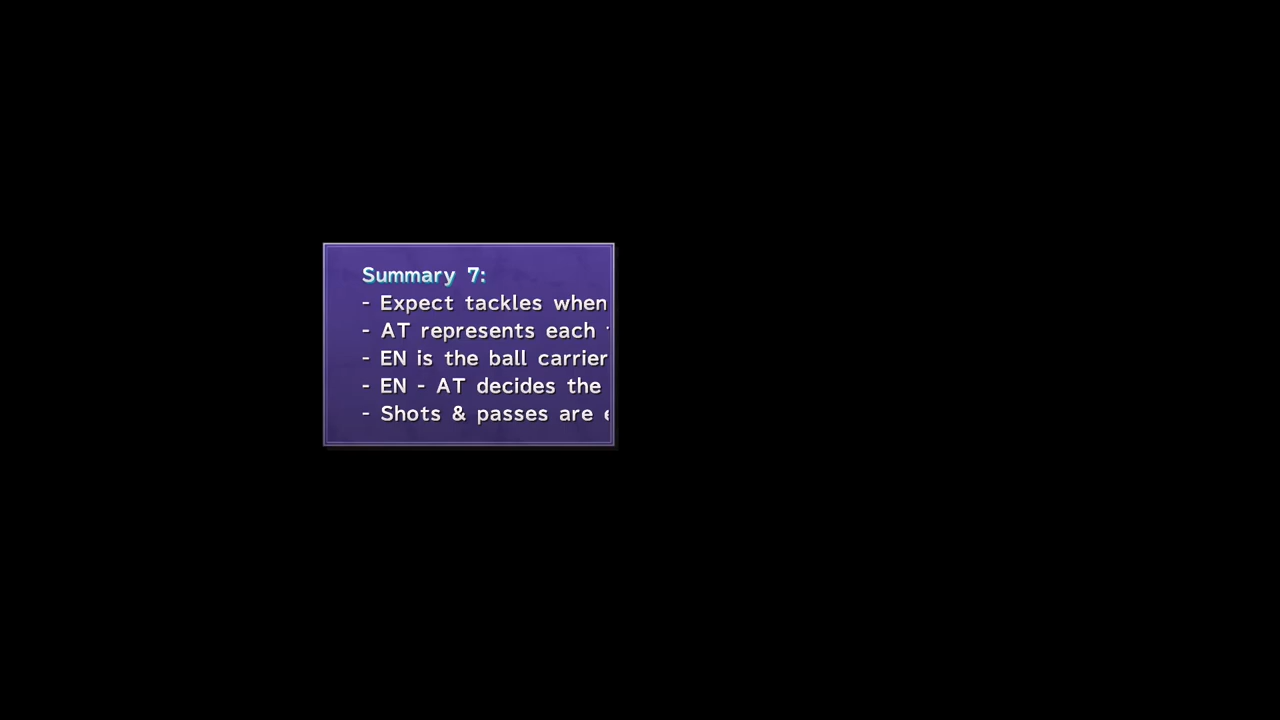 Summary 7:
- Expect tackles when
- AT represents each
- EN is the ball carrier
- EN - AT decides the
- Shots & passes are